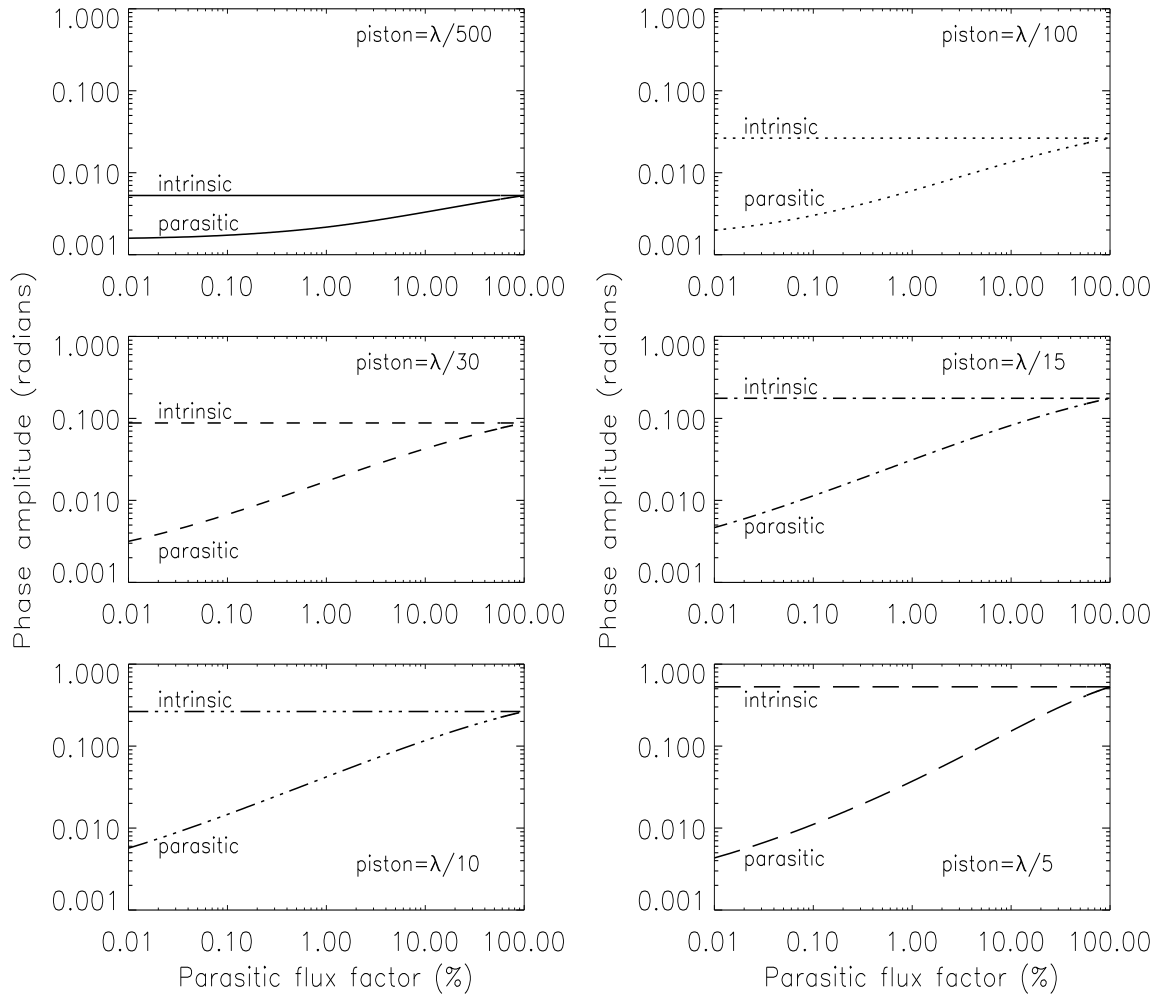 1.000
0.100
0.010
0.001
piston=λ/500
intrinsic
parasitic
0.01 0.10 1.00 10.00 100.00
1.000
0.100
0.010
0.001
piston=λ/100
intrinsic
parasitic
0.01 0.10 1.00 10.00 100.00
Phase amplitude (radians)
1.000
0.100
0.010
0.001
piston=λ/30
intrinsic
parasitic
0.01 0.10 1.00 10.00 100.00
Phase amplitude (radians)
1.000
0.100
0.010
0.001
piston=λ/15
intrinsic
parasitic
0.01 0.10 1.00 10.00 100.00
1.000
0.100
0.010
0.001
intrinsic
parasitic
piston=λ/10
0.01 0.10 1.00 10.00 100.00
Parasitic flux factor (%)
1.000
0.100
0.010
0.001
intrinsic
parasitic
piston=λ/5
0.01 0.10 1.00 10.00 100.00
Parasitic flux factor (%)